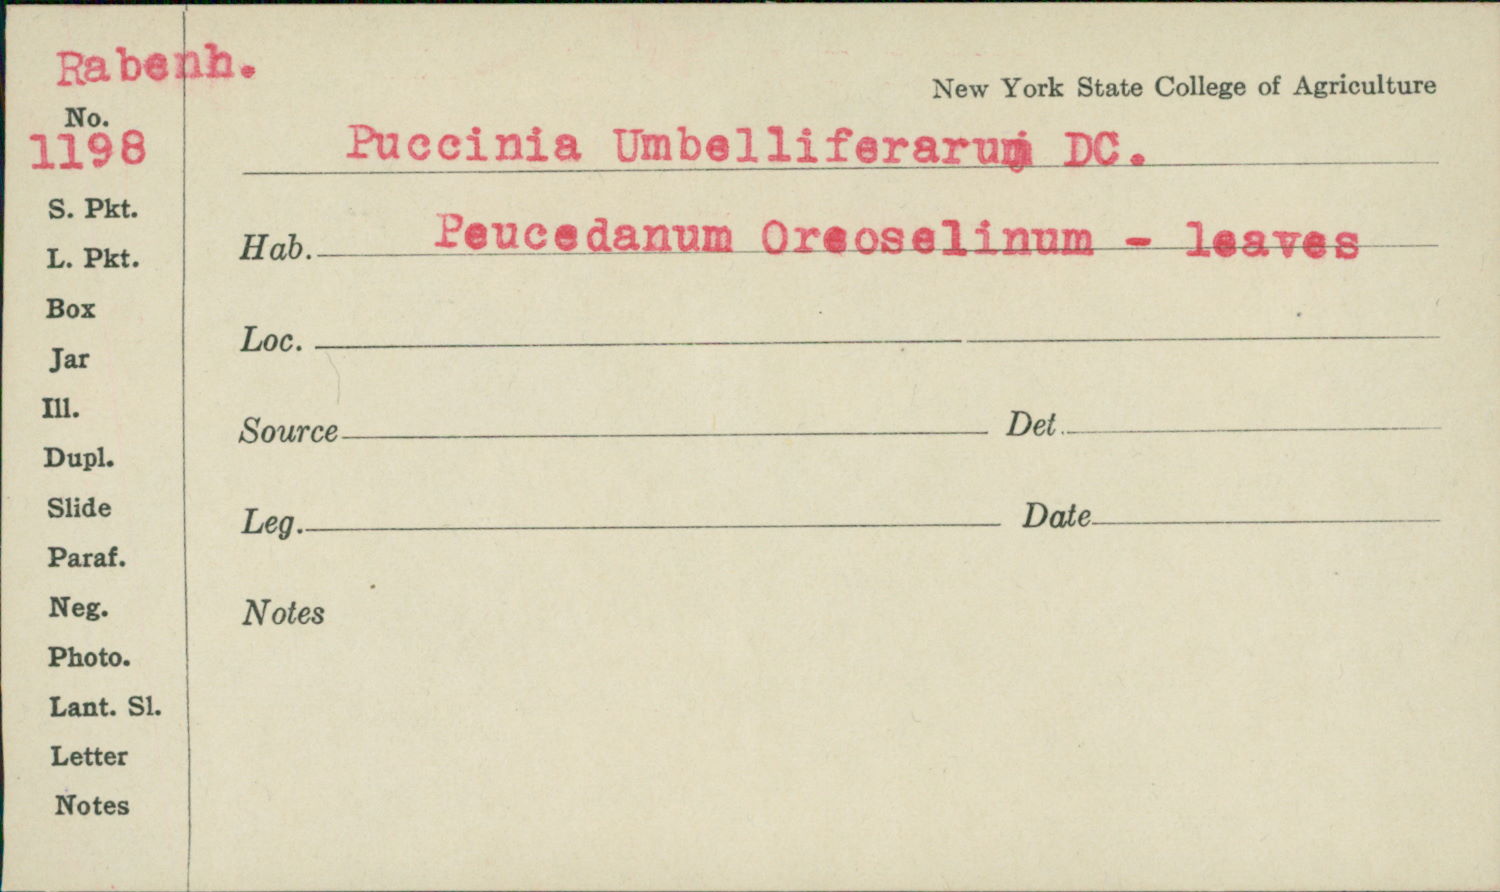 Rabenh.
New York State College of Agriculture
No.
1198
Puccinia Umbelliferarum DC.
S. Pkt.
Hab. Peucedanum Oreoselinum - leaves
L. Pkt.
Box
Loc.
Jar
Ill.
Source Det.
Dupl.
Slide
Leg. Date
Paraf.
Neg.
Notes
Photo.
Lant. Sl.
Letter
Notes